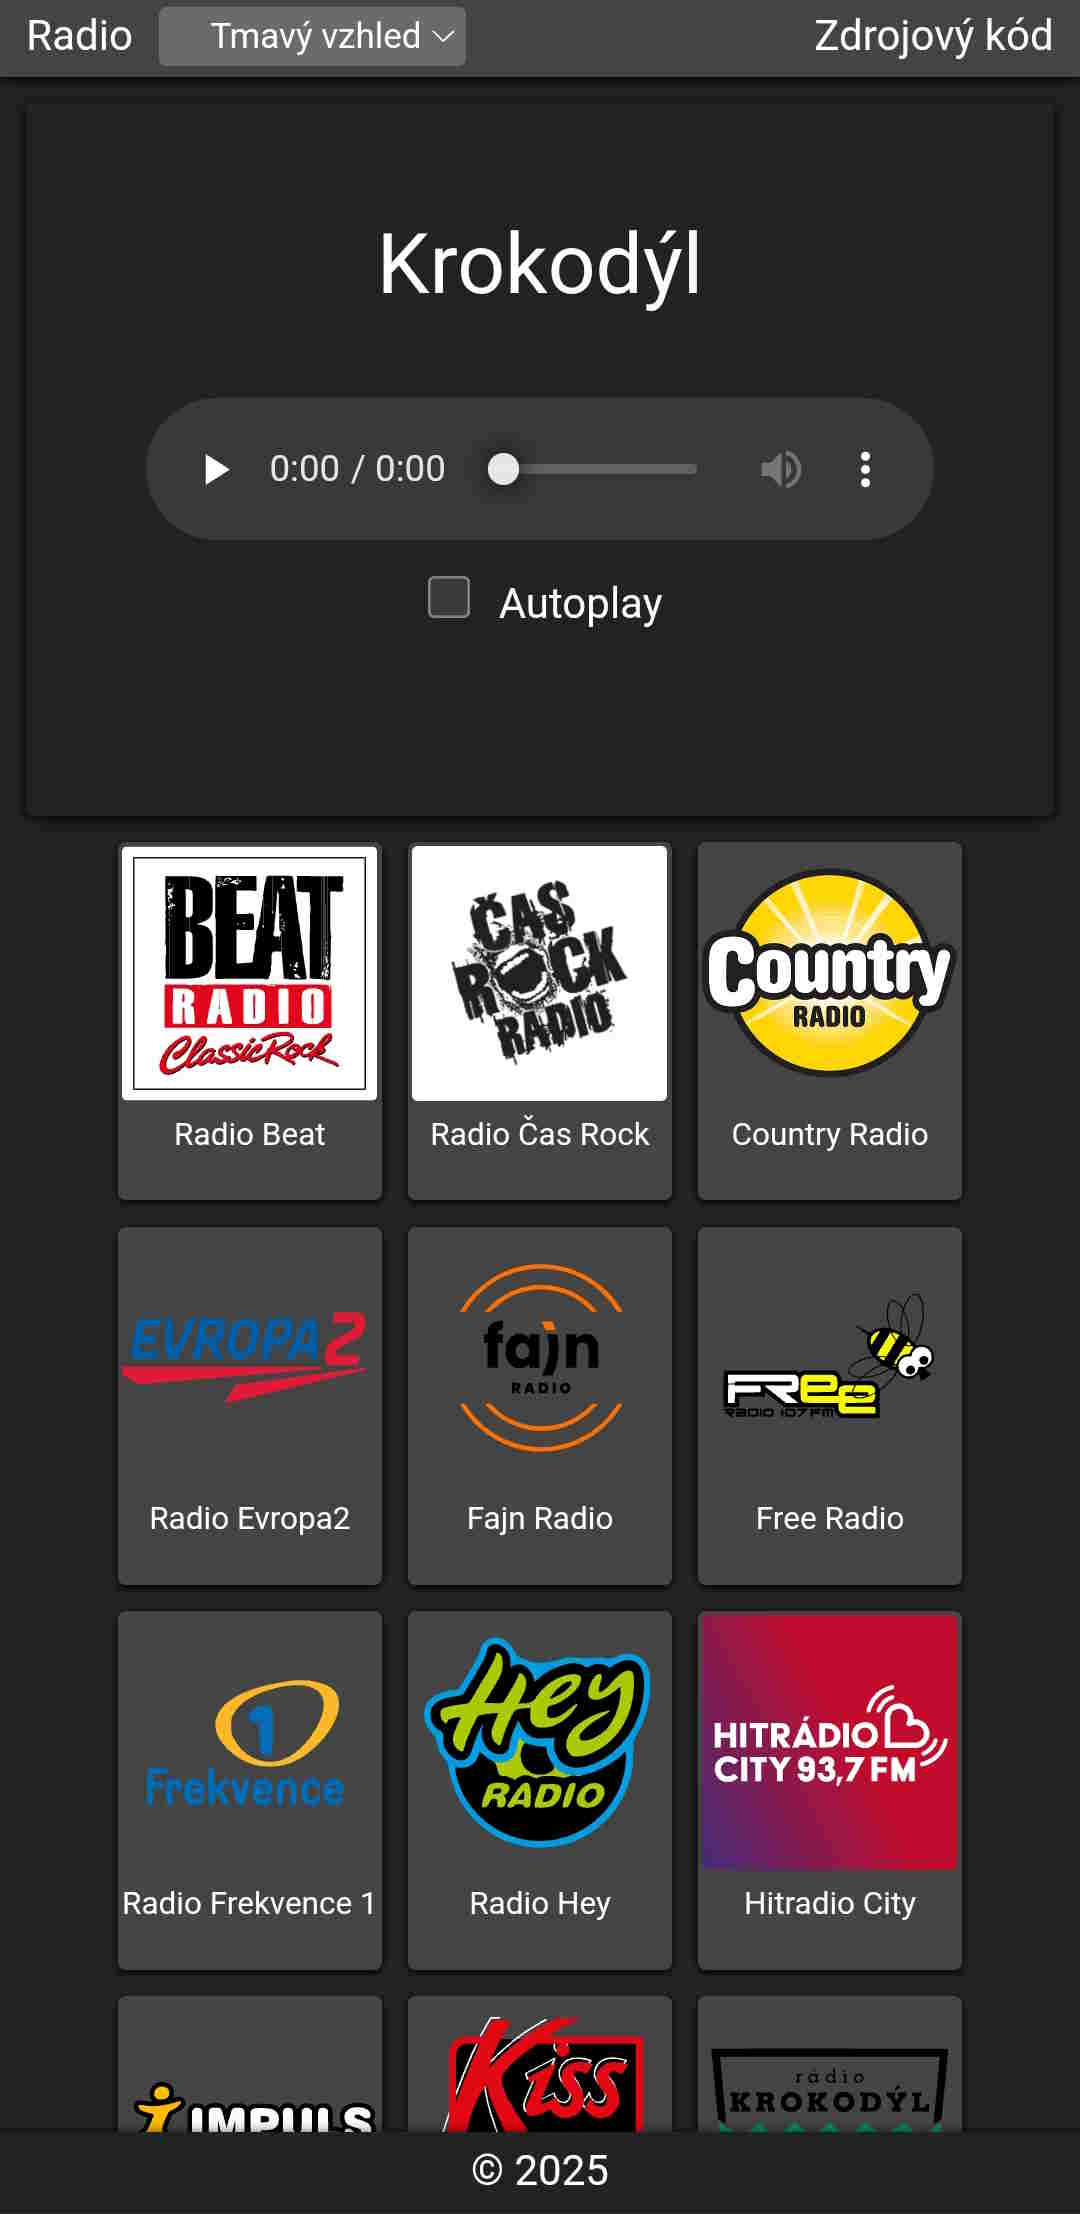 Radio
Tmavý vzhled
Zdrojový kód
Krokodýl
0:00 / 0:00
Autoplay
BEAT
RADIO
ClassicRock
Radio Beat
ČAS
ROCK
RADIO
Radio Čas Rock
Country
RADIO
Country Radio
EVROPA 2
Radio Evropa2
fajn
RADIO
Fajn Radio
FRee
RADIO 107 FM
Free Radio
1
Frekvence
Radio Frekvence 1
Hey
RADIO
Radio Hey
HITRÁDIO
CITY 93,7 FM
Hitradio City
IMPULS
Kiss
rádio
KROKODÝL
© 2025